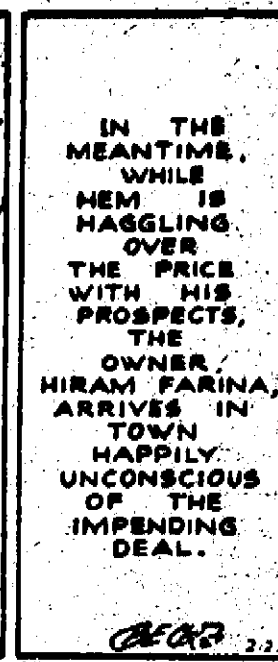 IN THE
MEANTIME,
WHILE
HEM IS
HAGGLING
OVER
THE PRICE
WITH HIS
PROSPECTS,
THE
OWNER,
HIRAM FARINA,
ARRIVES IN
TOWN
HAPPILY
UNCONSCIOUS
OF THE
IMPENDING
DEAL.